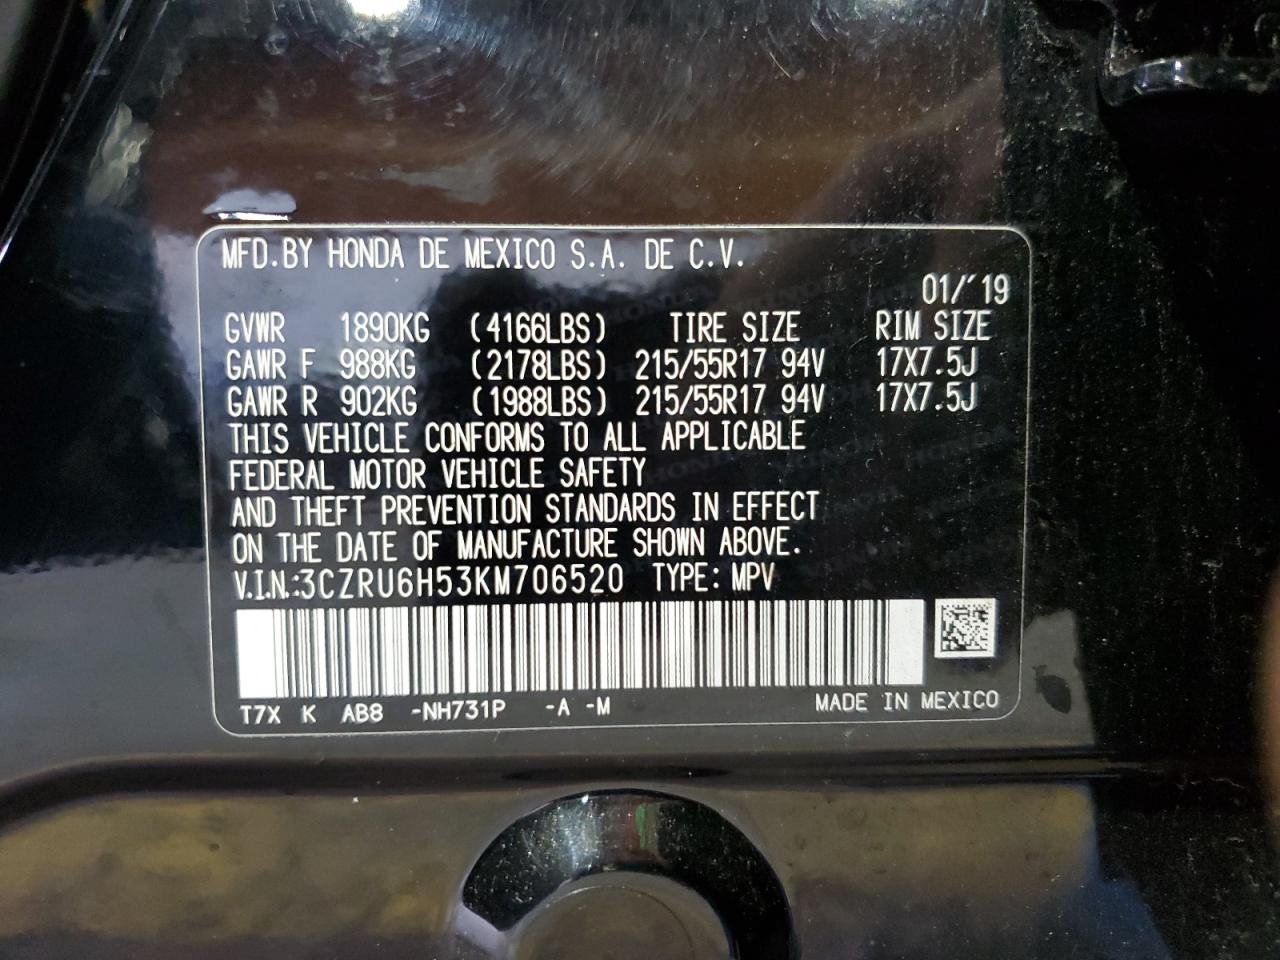 MFD.BY HONDA DE MEXICO S.A. DE C.V.
01/´19
GVWR 1890KG (4166LBS) TIRE SIZE RIM SIZE
GAWR F 988KG (2178LBS) 215/55R17 94V 17X7.5J
GAWR R 902KG (1988LBS) 215/55R17 94V 17X7.5J
THIS VEHICLE CONFORMS TO ALL APPLICABLE
FEDERAL MOTOR VEHICLE SAFETY
AND THEFT PREVENTION STANDARDS IN EFFECT
ON THE DATE OF MANUFACTURE SHOWN ABOVE.
V.I.N.:3CZRU6H53KM706520 TYPE: MPV
T7X K AB8 -NH731P -A -M MADE IN MEXICO